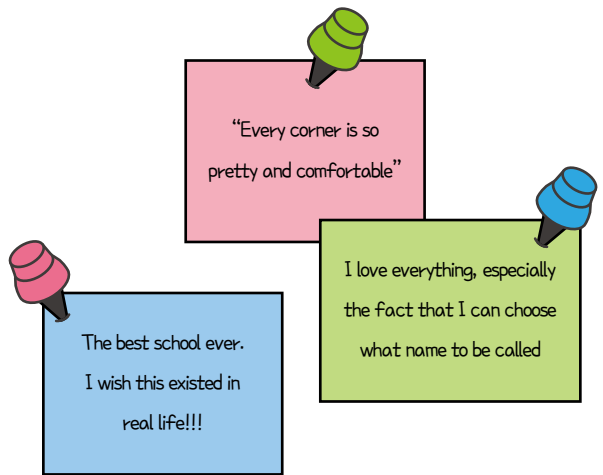 “Every corner is so
pretty and comfortable”
I love everything, especially
the fact that I can choose
what name to be called
The best school ever.
I wish this existed in
real life!!!